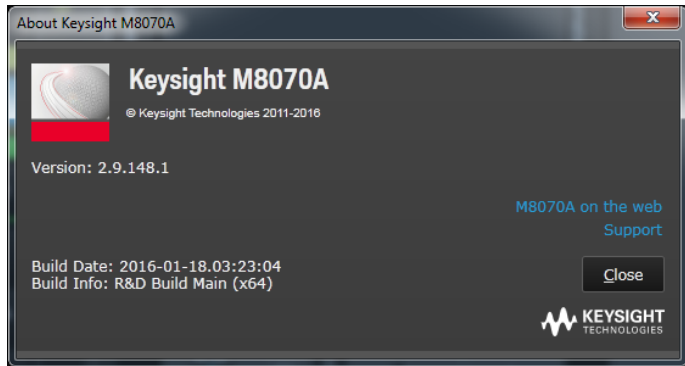 About Keysight M8070A
Keysight M8070A
© Keysight Technologies 2011-2016
Version: 2.9.148.1
M8070A on the web
Support
Build Date: 2016-01-18.03:23:04
Build Info: R&D Build Main (x64)
Close
KEYSIGHT
TECHNOLOGIES